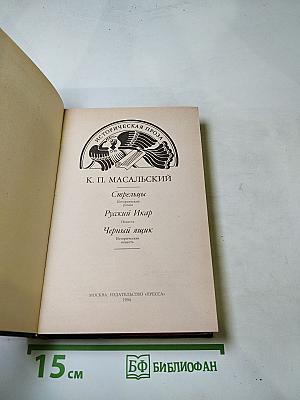 ИСТОРИЧЕСКАЯ ПРОЗА
К. П. МАСАЛЬСКИЙ
Стрельцы
Исторический
роман
Русский Икар
Повесть
Черный ящик
Историческая
повесть
МОСКВА ИЗДАТЕЛЬСТВО «ПРЕССА»
1994
15 см
БФ БИБЛИОФАН